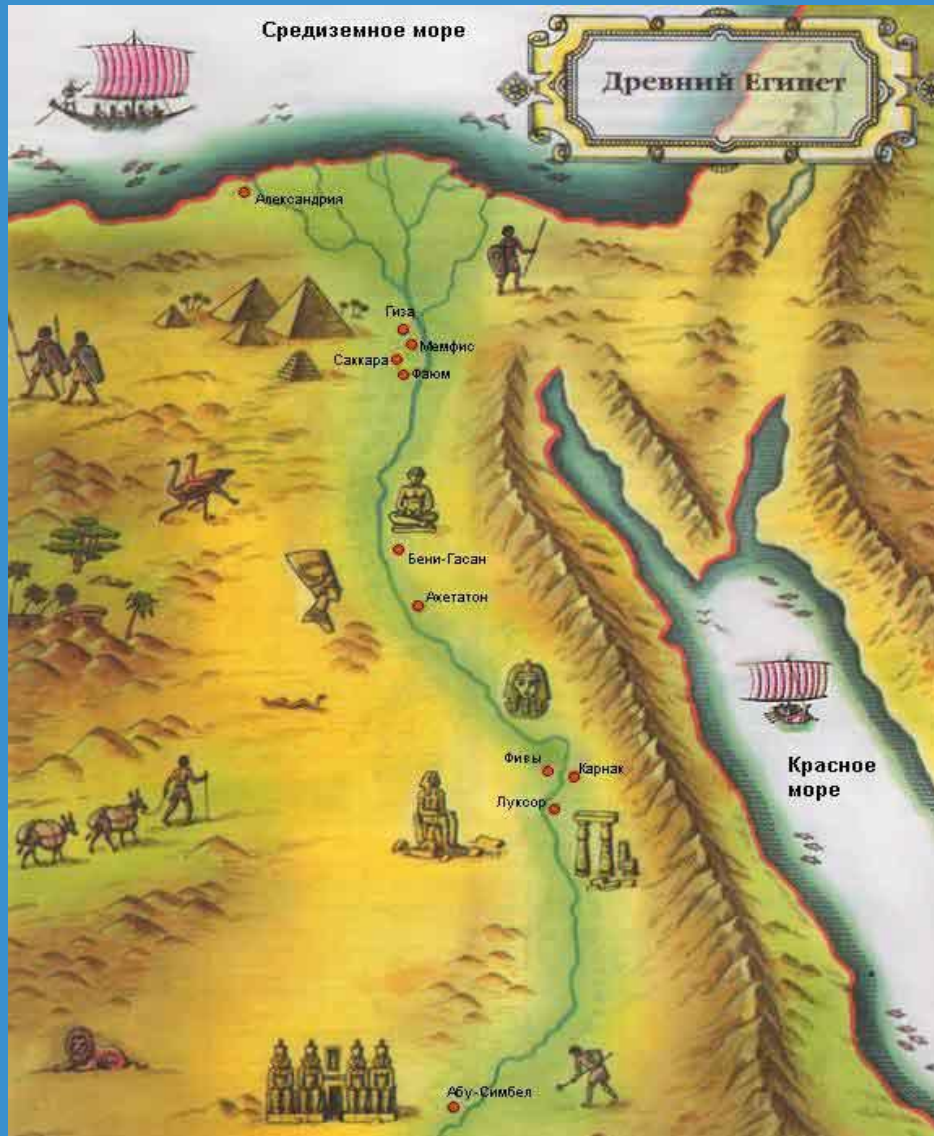 Средиземное море
Древний Египет
Александрия
Гиза
Мемфис
Саккара
Фаюм
Бени-Гасан
Ахетатон
Фивы
Карнак
Луксор
Красное
море
Абу-Симбел